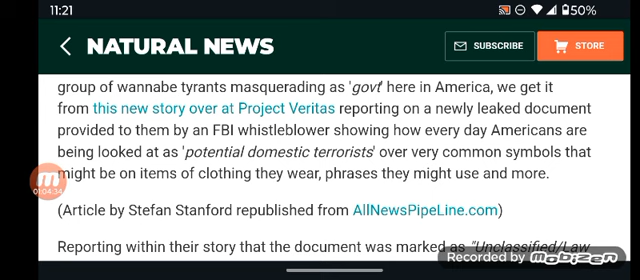 11:21
50%
NATURAL NEWS
SUBSCRIBE
STORE
group of wannabe tyrants masquerading as 'govt' here in America, we get it
from this new story over at Project Veritas reporting on a newly leaked document
provided to them by an FBI whistleblower showing how every day Americans are
being looked at as 'potential domestic terrorists' over very common symbols that
might be on items of clothing they wear, phrases they might use and more.
01:04:34
(Article by Stefan Stanford republished from AllNewsPipeLine.com)
Reporting within their story that the document was marked as "Unclassified/Law
Recorded by mobizen